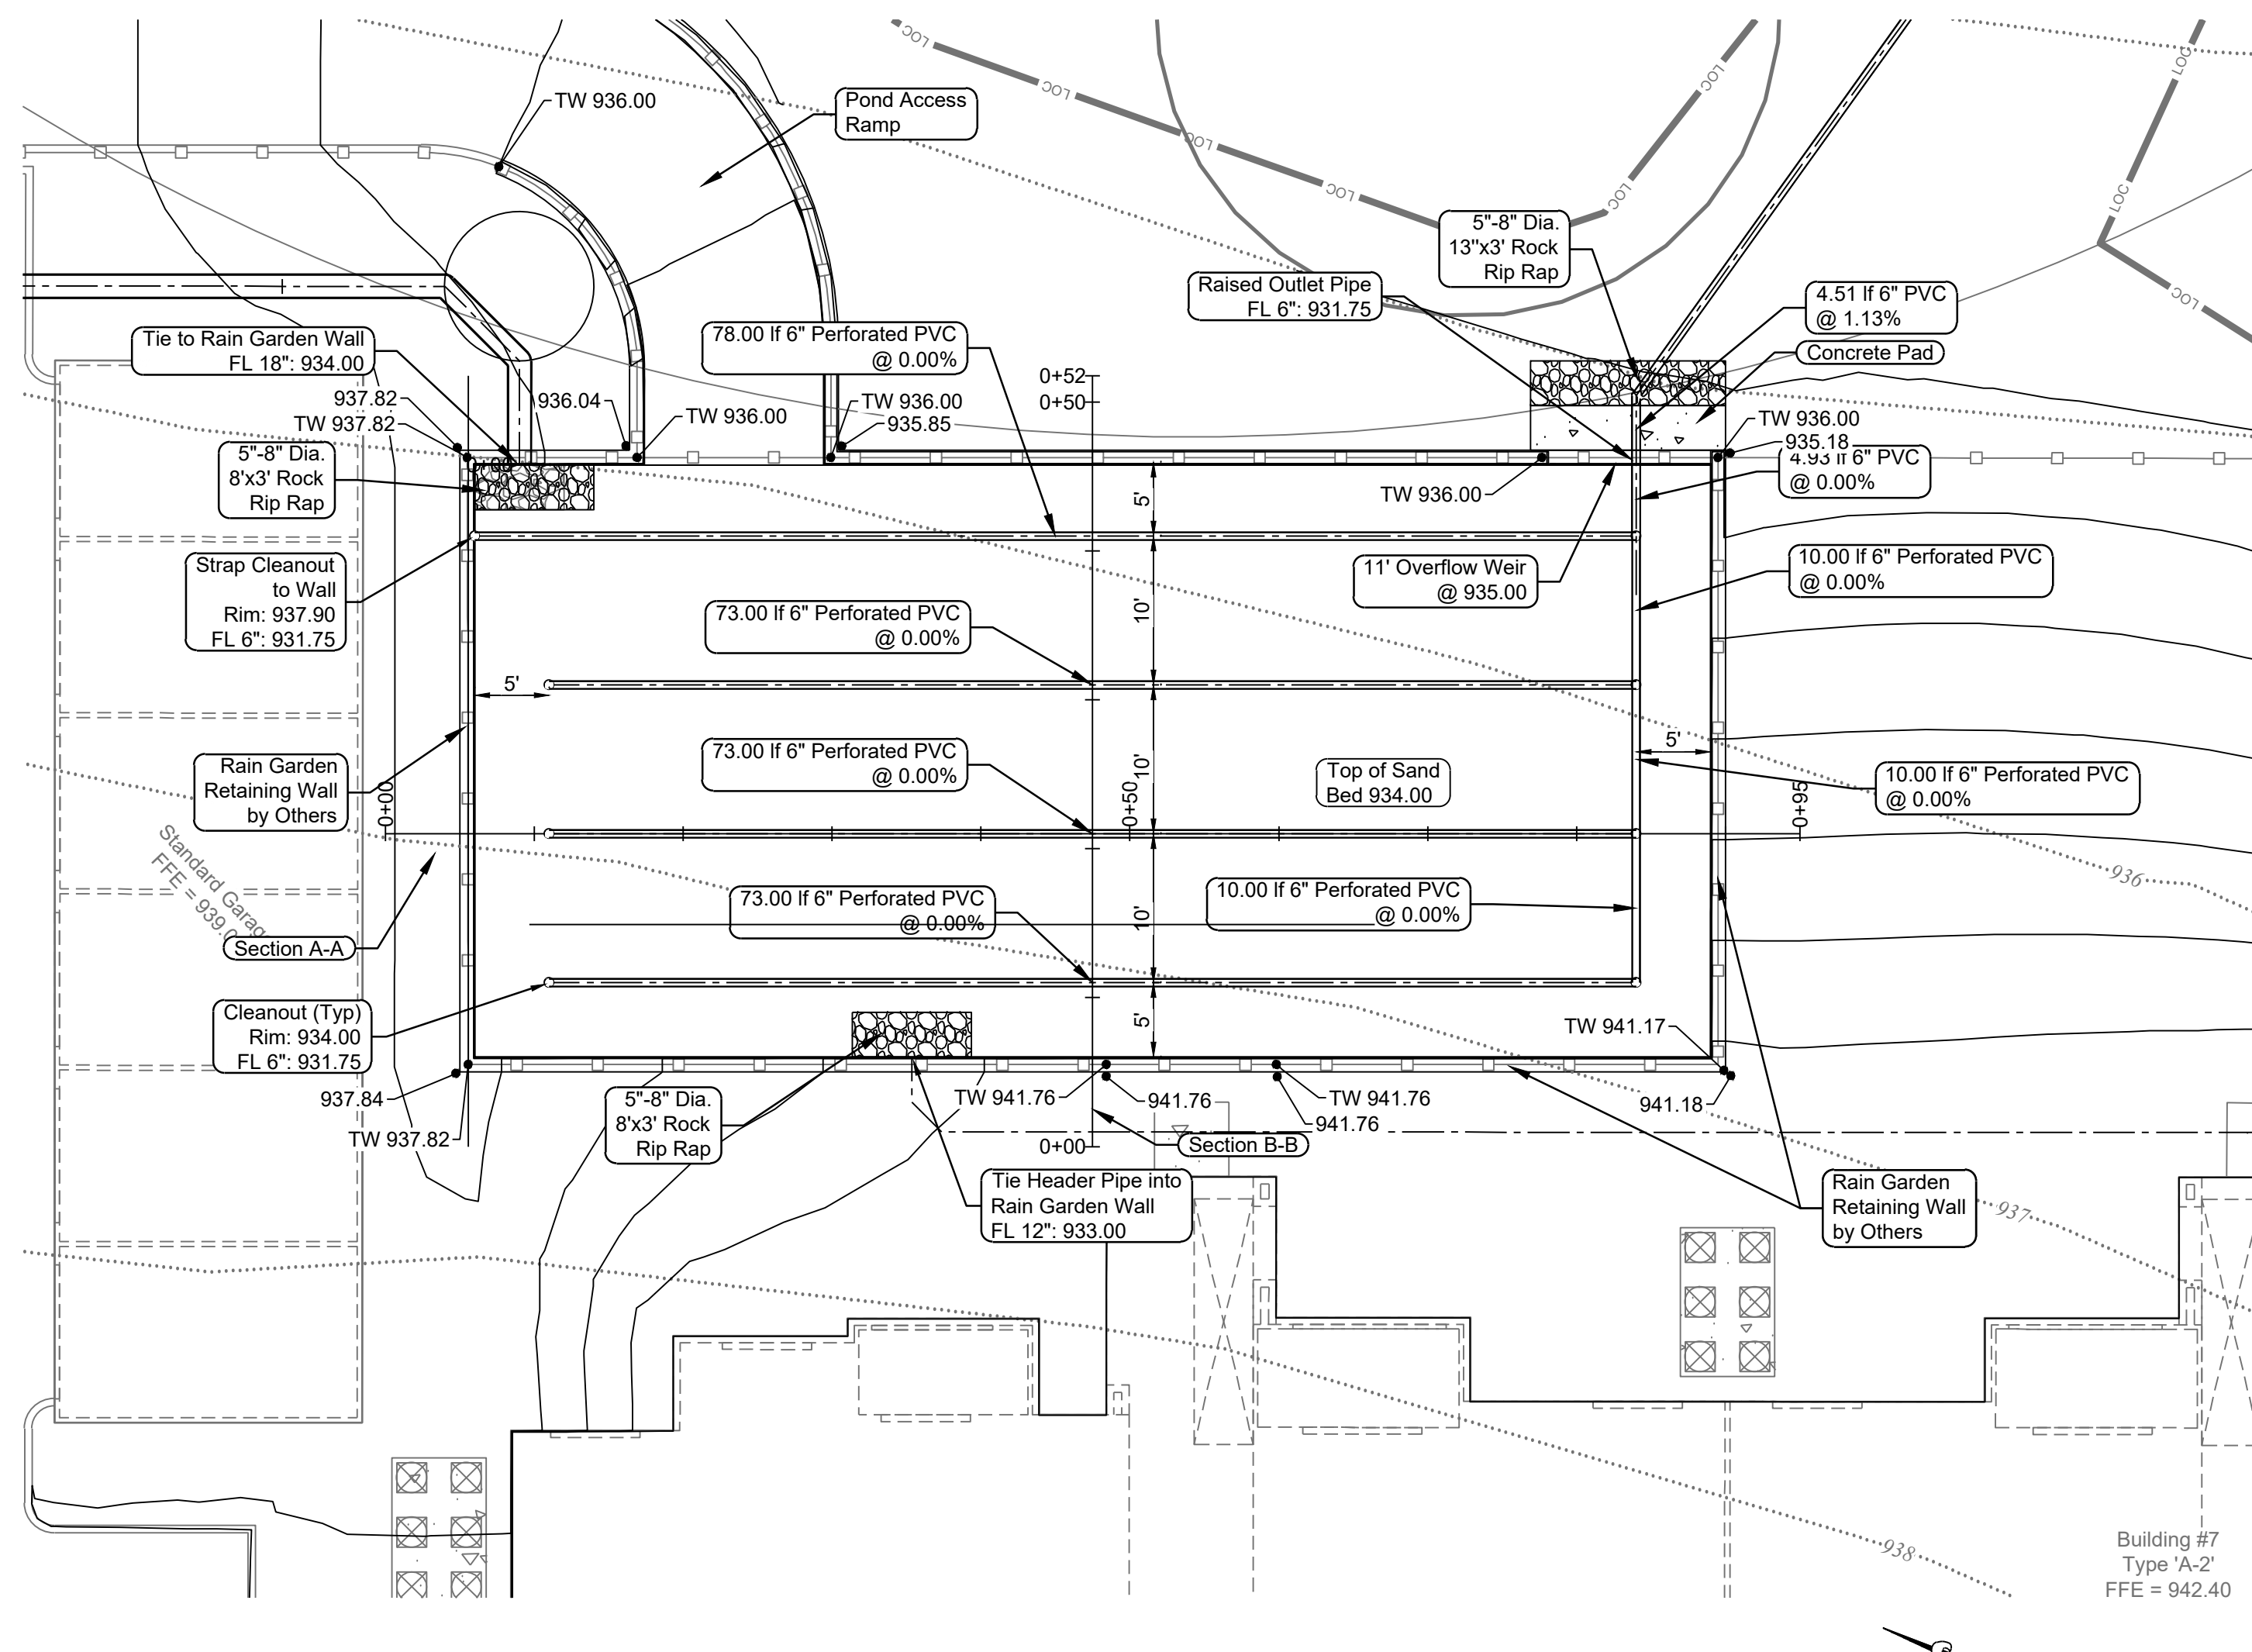 TW 936.00
Pond Access
Ramp
LOC
LOC
LOC
LOC
LOC
LOC
LOC
LOC
LOC
5"-8" Dia.
13"x3' Rock
Rip Rap
Raised Outlet Pipe
FL 6": 931.75
4.51 lf 6" PVC
@ 1.13%
Concrete Pad
Tie to Rain Garden Wall
FL 18": 934.00
78.00 lf 6" Perforated PVC
@ 0.00%
0+52
0+50
937.82
TW 937.82
936.04
TW 936.00
TW 936.00
935.85
TW 936.00
935.18
4.93 lf 6" PVC
@ 0.00%
5"-8" Dia.
8'x3' Rock
Rip Rap
5'
TW 936.00
Strap Cleanout
to Wall
Rim: 937.90
FL 6": 931.75
11' Overflow Weir
@ 935.00
10.00 lf 6" Perforated PVC
@ 0.00%
73.00 lf 6" Perforated PVC
@ 0.00%
10'
5'
Rain Garden
Retaining Wall
by Others
73.00 lf 6" Perforated PVC
@ 0.00%
10'
Top of Sand
Bed 934.00
5'
10.00 lf 6" Perforated PVC
@ 0.00%
0+00
0+50
0+95
936
Standard Garag
FFE = 939.0
Section A-A
73.00 lf 6" Perforated PVC
@ 0.00%
10'
10.00 lf 6" Perforated PVC
@ 0.00%
Cleanout (Typ)
Rim: 934.00
FL 6": 931.75
5'
TW 941.17
937.84
TW 937.82
5"-8" Dia.
8'x3' Rock
Rip Rap
TW 941.76
941.76
TW 941.76
941.76
941.18
0+00
Section B-B
Tie Header Pipe into
Rain Garden Wall
FL 12": 933.00
Rain Garden
Retaining Wall
by Others
937
938
Building #7
Type 'A-2'
FFE = 942.40